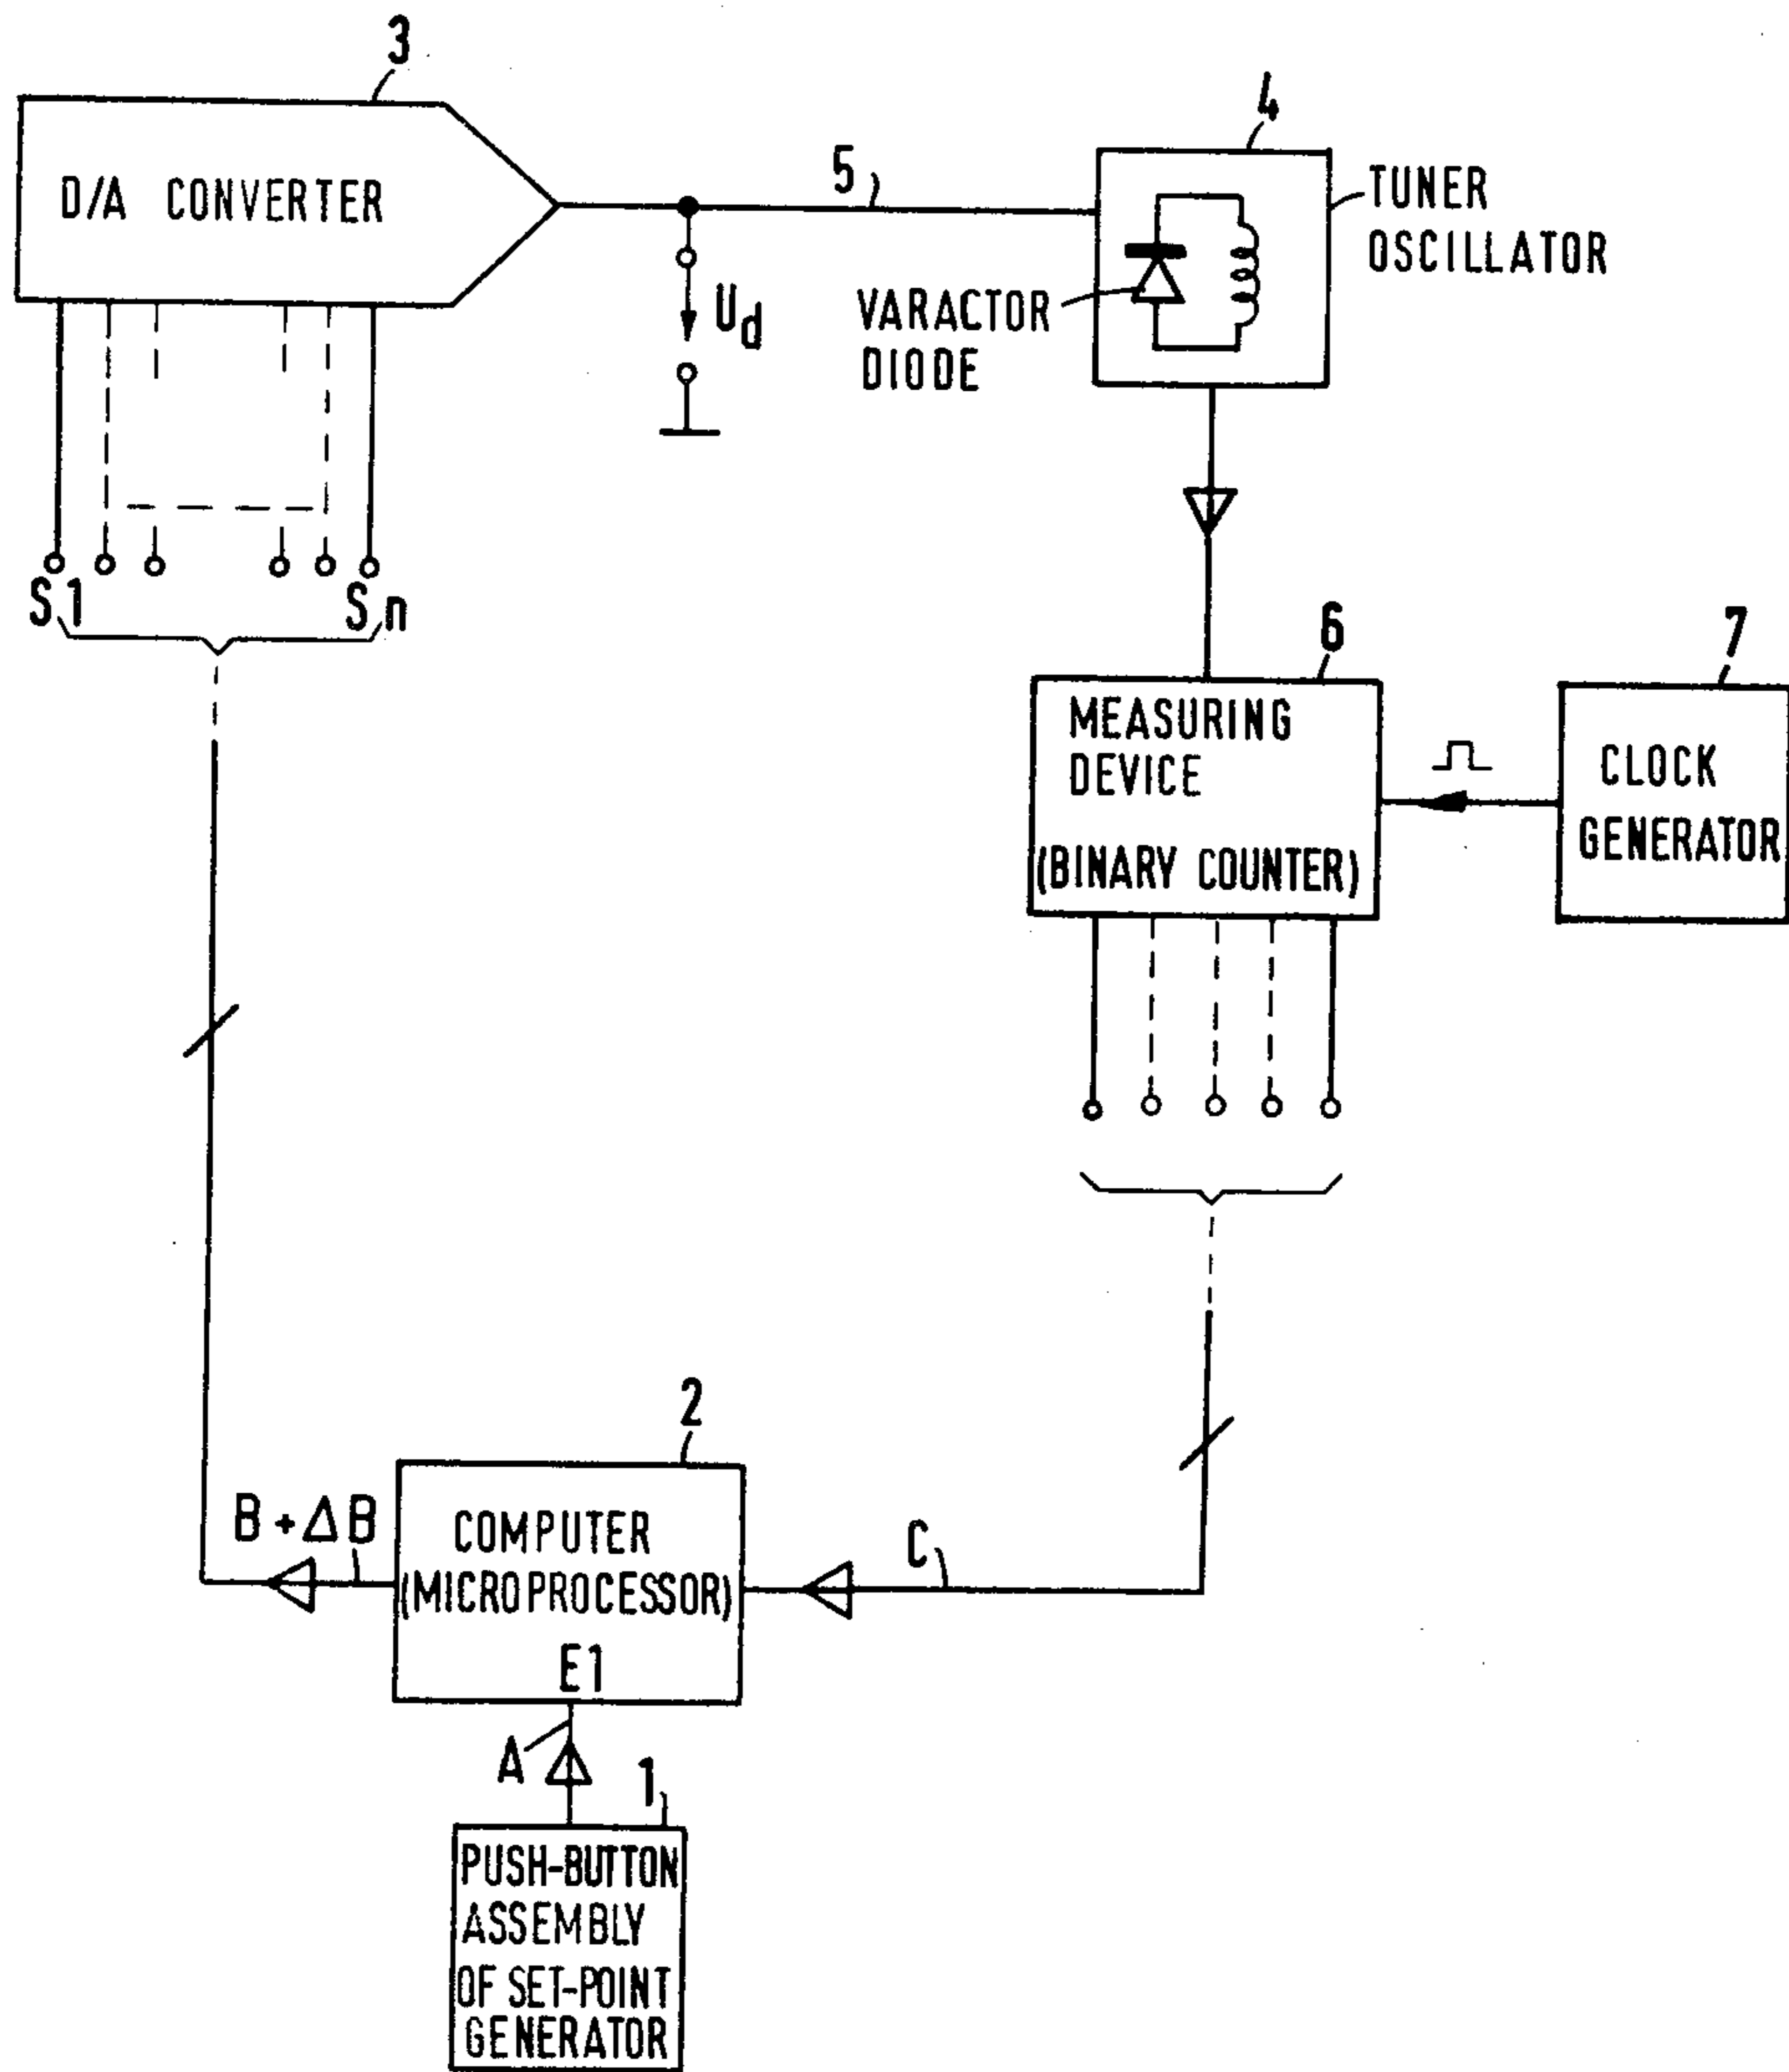 3
D/A CONVERTER
4
5
TUNER
OSCILLATOR
VARACTOR
DIODE
Ud
S1
Sn
6
7
MEASURING
DEVICE
(BINARY COUNTER)
CLOCK
GENERATOR
2
B + ΔB
COMPUTER
(MICROPROCESSOR)
E1
C
A
1
PUSH-BUTTON
ASSEMBLY
OF SET-POINT
GENERATOR